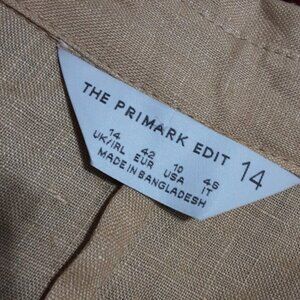 THE PRIMARK EDIT 14
14 42 10 46
UK/IRL EUR USA IT
MADE IN BANGLADESH